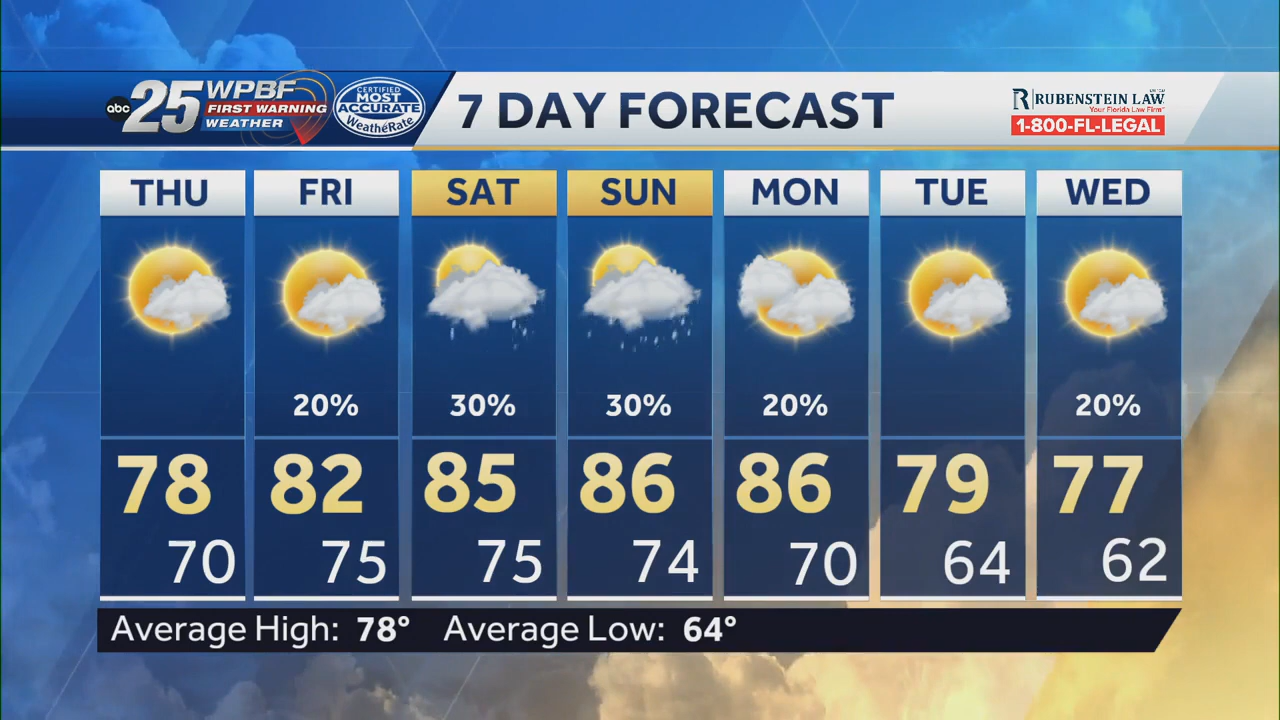 abc 25 WPBF
FIRST WARNING
WEATHER
CERTIFIED
MOST
ACCURATE
WeatheRate
7 DAY FORECAST
RUBENSTEIN LAW
Your Florida Law Firm
1-800-FL-LEGAL
THU FRI SAT SUN MON TUE WED
20% 30% 30% 20% 20%
78 82 85 86 86 79 77
70 75 75 74 70 64 62
Average High: 78° Average Low: 64°